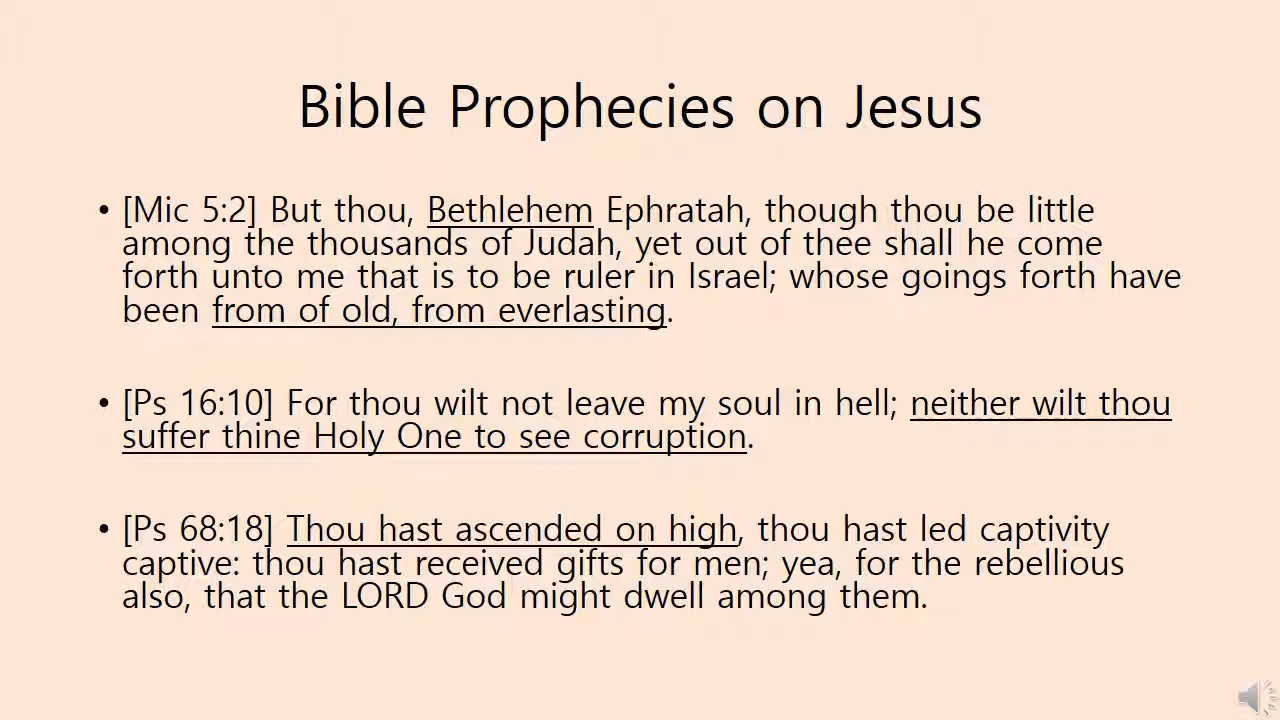 Bible Prophecies on Jesus
• [Mic 5:2] But thou, Bethlehem Ephratah, though thou be little
among the thousands of Judah, yet out of thee shall he come
forth unto me that is to be ruler in Israel; whose goings forth have
been from of old, from everlasting.
• [Ps 16:10] For thou wilt not leave my soul in hell; neither wilt thou
suffer thine Holy One to see corruption.
• [Ps 68:18] Thou hast ascended on high, thou hast led captivity
captive: thou hast received gifts for men; yea, for the rebellious
also, that the LORD God might dwell among them.